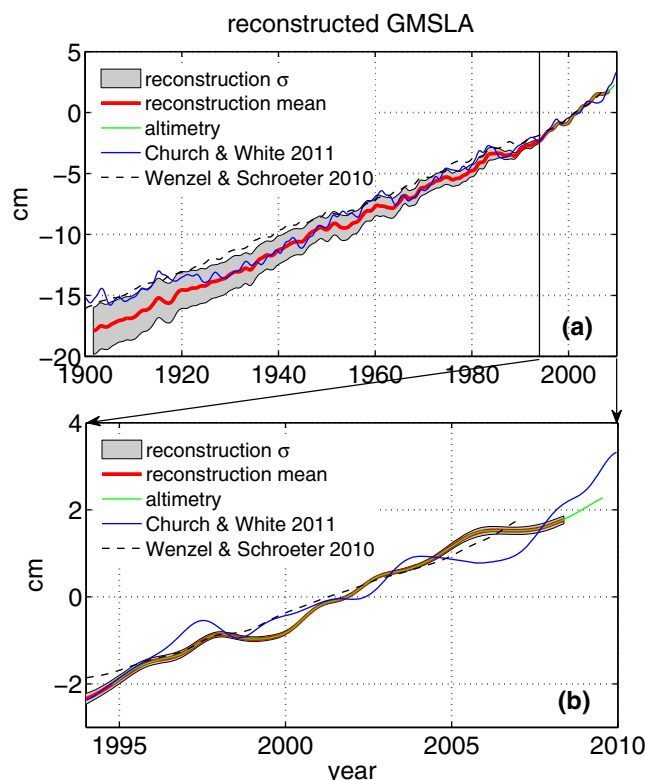 reconstructed GMSLA
5
0
−5
−10
−15
−20
cm
reconstruction σ
reconstruction mean
altimetry
Church & White 2011
Wenzel & Schroeter 2010
(a)
1900 1920 1940 1960 1980 2000
4
2
0
−2
cm
reconstruction σ
reconstruction mean
altimetry
Church & White 2011
Wenzel & Schroeter 2010
(b)
1995 2000 2005 2010
year